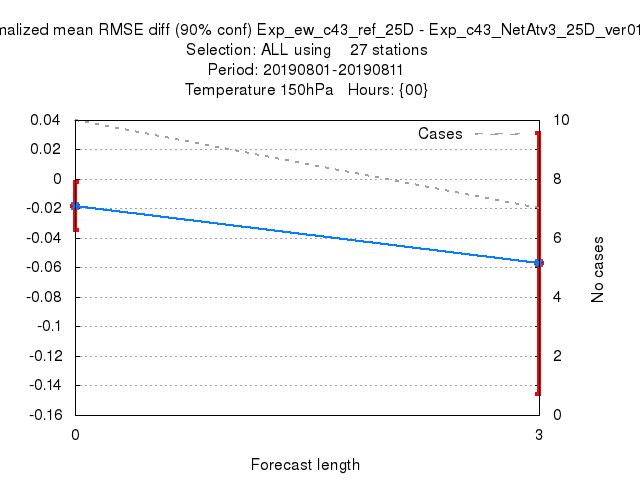 malized mean RMSE diff (90% conf) Exp_ew_c43_ref_25D - Exp_c43_NetAtv3_25D_ver01
Selection: ALL using    27 stations
Period: 20190801-20190811
Temperature 150hPa   Hours: {00}
Cases
0.04
0.02
0
-0.02
-0.04
-0.06
-0.08
-0.1
-0.12
-0.14
-0.16
10
8
6
4
2
0
No cases
0
3
Forecast length